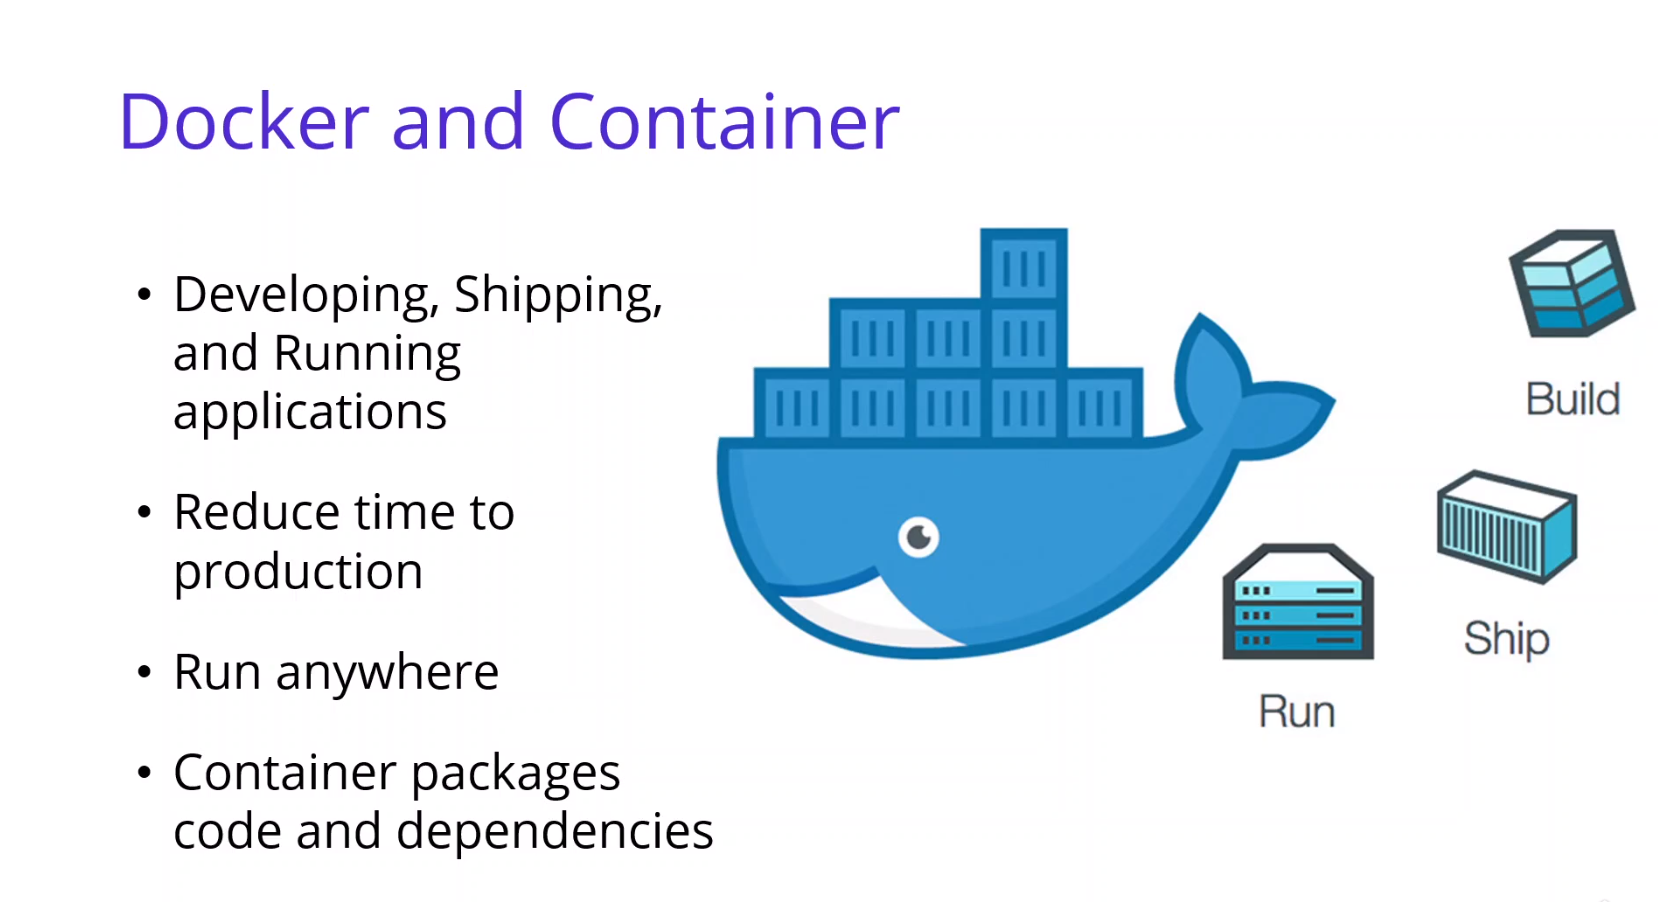 Docker and Container
• Developing, Shipping,
and Running
applications
• Reduce time to
production
• Run anywhere
• Container packages
code and dependencies
Build
Ship
Run